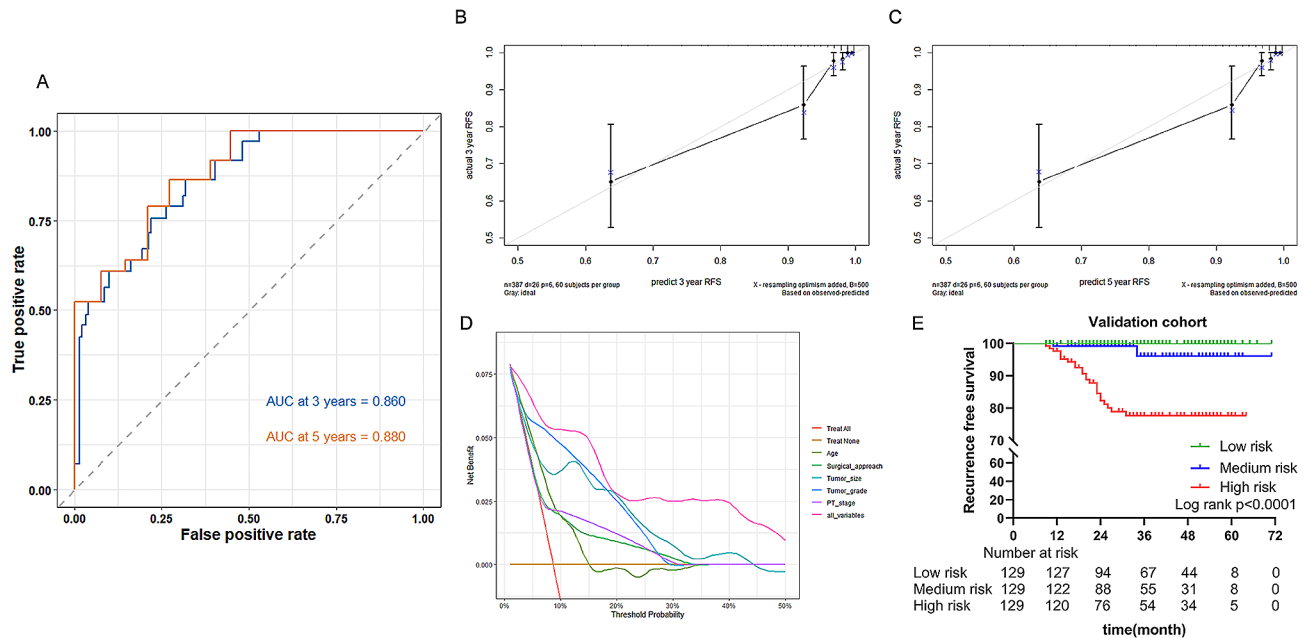 A
1.00
0.75
0.50
0.25
0.00
True positive rate
AUC at 3 years = 0.860
AUC at 5 years = 0.880
0.00 0.25 0.50 0.75 1.00
False positive rate
B
1.0
0.9
0.8
0.7
0.6
0.5
actual 3 year RFS
0.5 0.6 0.7 0.8 0.9 1.0
n=387 d=26 p=6, 60 subjects per group
Gray: ideal
predict 3 year RFS
X - resampling optimism added, B=500
Based on observed-predicted
C
1.0
0.9
0.8
0.7
0.6
0.5
actual 5 year RFS
0.5 0.6 0.7 0.8 0.9 1.0
n=387 d=26 p=6, 60 subjects per group
Gray: ideal
predict 5 year RFS
X - resampling optimism added, B=500
Based on observed-predicted
D
0.075
0.050
0.025
0.000
Net Benefit
0% 10% 20% 30% 40% 50%
Threshold Probability
Treat All
Treat None
Age
Surgical_approach
Tumor_size
Tumor_grade
PT_stage
all_variables
E
Validation cohort
100
90
80
70
60
40
20
0
Recurrence free survival
Low risk
Medium risk
High risk
Log rank p<0.0001
0 12 24 36 48 60 72
Number at risk
Low risk 129 127 94 67 44 8 0
Medium risk 129 122 88 55 31 8 0
High risk 129 120 76 54 34 5 0
time(month)